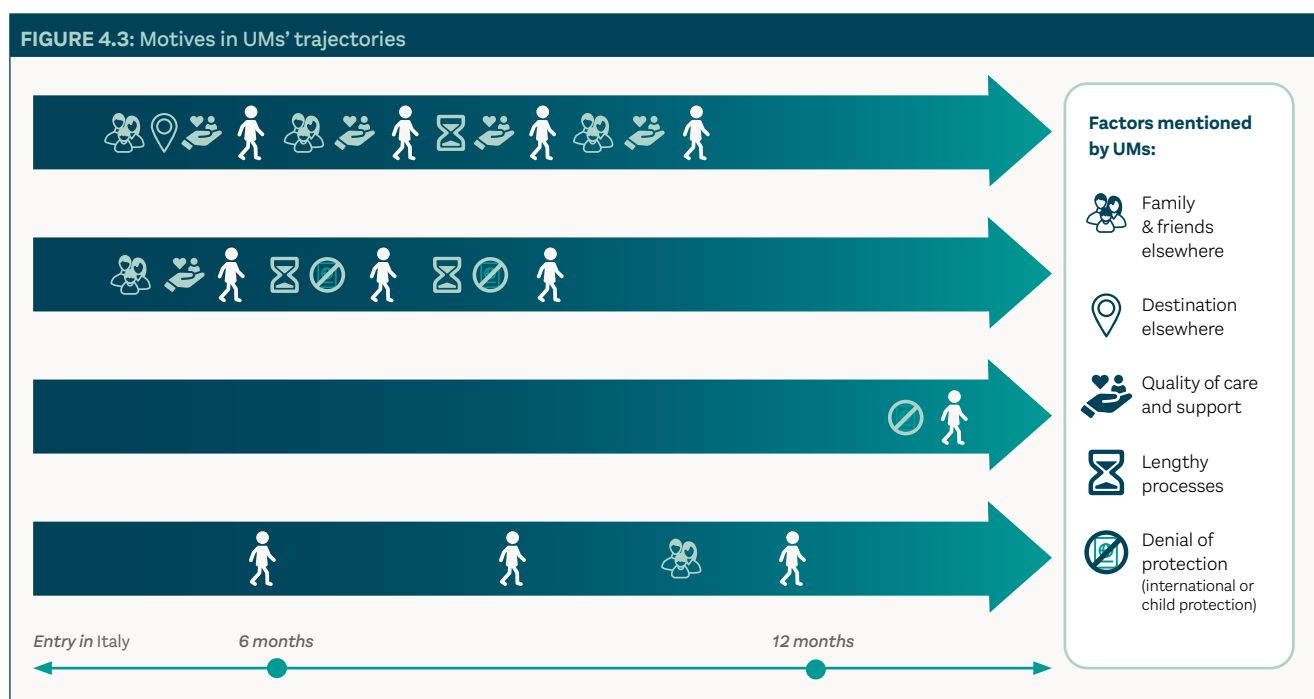 FIGURE 4.3: Motives in UMs' trajectories
Factors mentioned
by UMs:
Family
& friends
elsewhere
Destination
elsewhere
Quality of care
and support
Lengthy
processes
Denial of
protection
(international or
child protection)
Entry in Italy
6 months
12 months